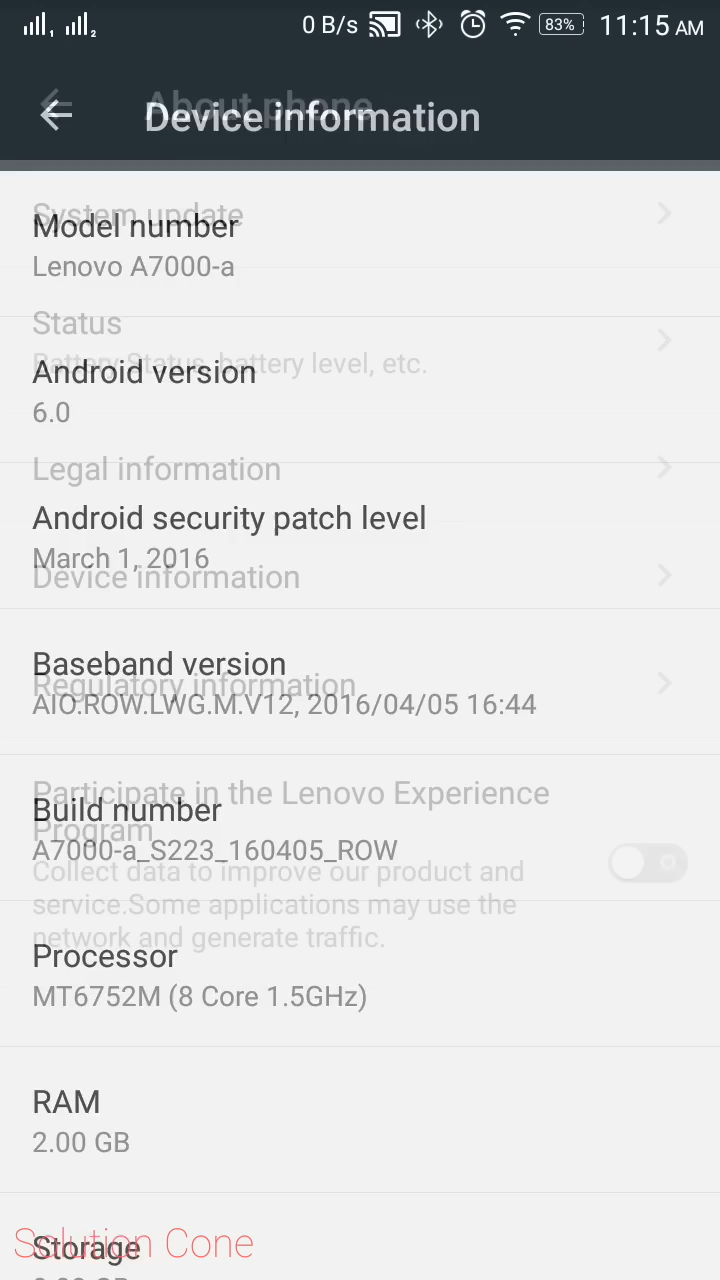 1 2 0 B/s 83% 11:15 AM
About phone
Device information
System update
Model number
Lenovo A7000-a
Status
Battery Status, battery level, etc.
Android version
6.0
Legal information
Android security patch level
March 1, 2016
Device information
Baseband version
Regulatory information
AIO.ROW.LWG.M.V12, 2016/04/05 16:44
Participate in the Lenovo Experience
Build number
Program
A7000-a_S223_160405_ROW
Collect data to improve our product and
service.Some applications may use the
network and generate traffic.
Processor
MT6752M (8 Core 1.5GHz)
RAM
2.00 GB
Solution Cone
Storage